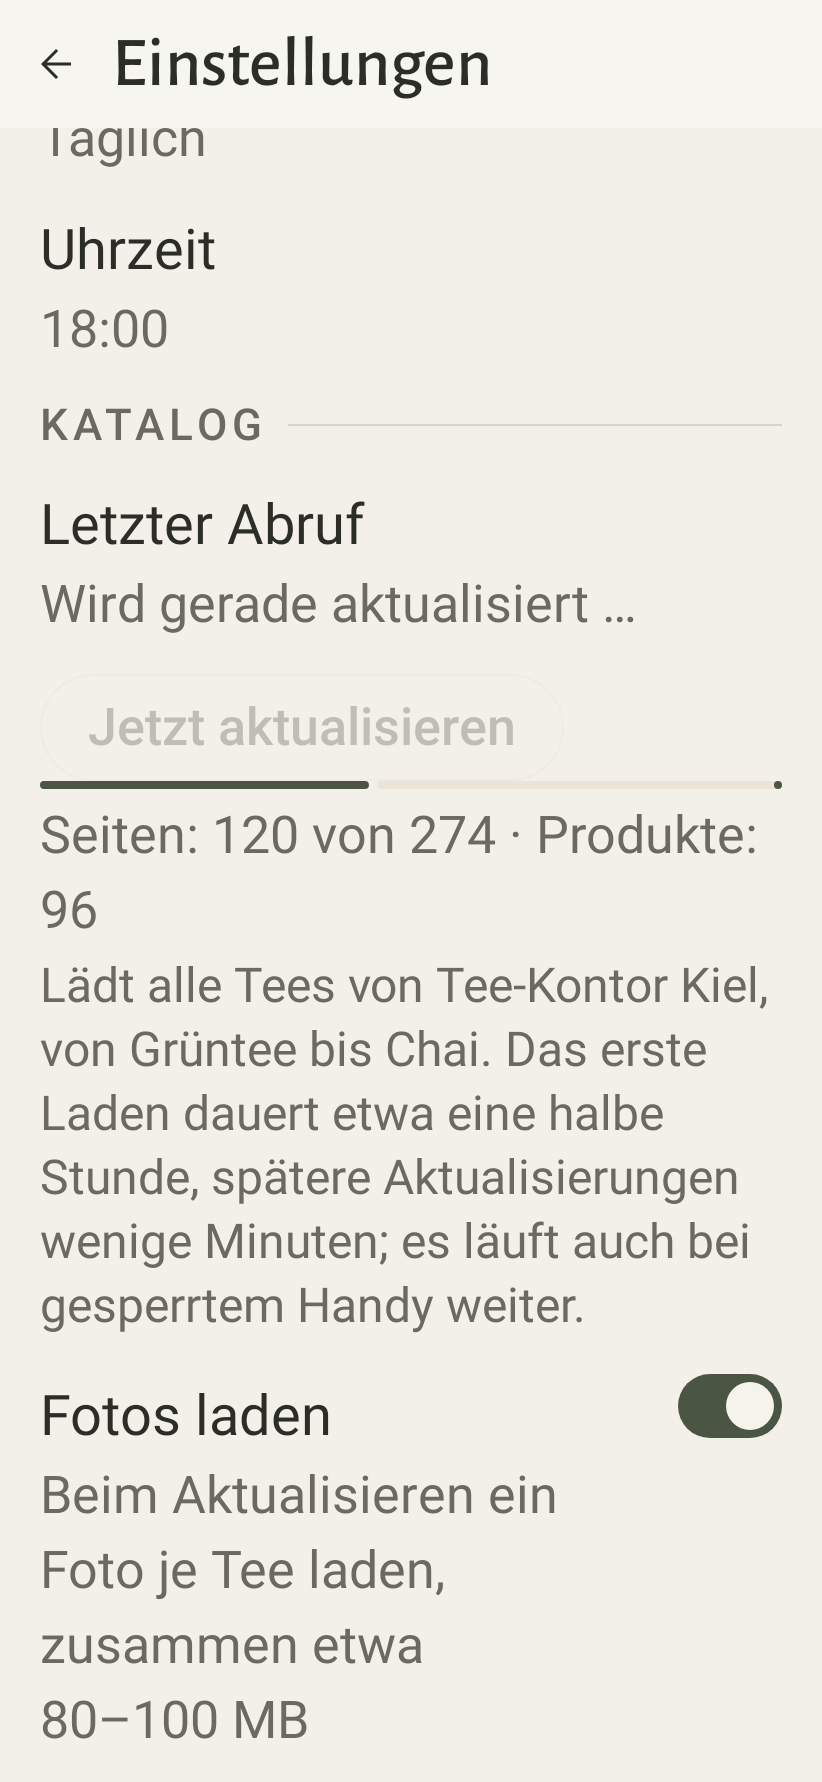 Einstellungen
Täglich
Uhrzeit
18:00
KATALOG
Letzter Abruf
Wird gerade aktualisiert …
Jetzt aktualisieren
Seiten: 120 von 274 · Produkte:
96
Lädt alle Tees von Tee-Kontor Kiel,
von Grüntee bis Chai. Das erste
Laden dauert etwa eine halbe
Stunde, spätere Aktualisierungen
wenige Minuten; es läuft auch bei
gesperrtem Handy weiter.
Fotos laden
Beim Aktualisieren ein
Foto je Tee laden,
zusammen etwa
80–100 MB